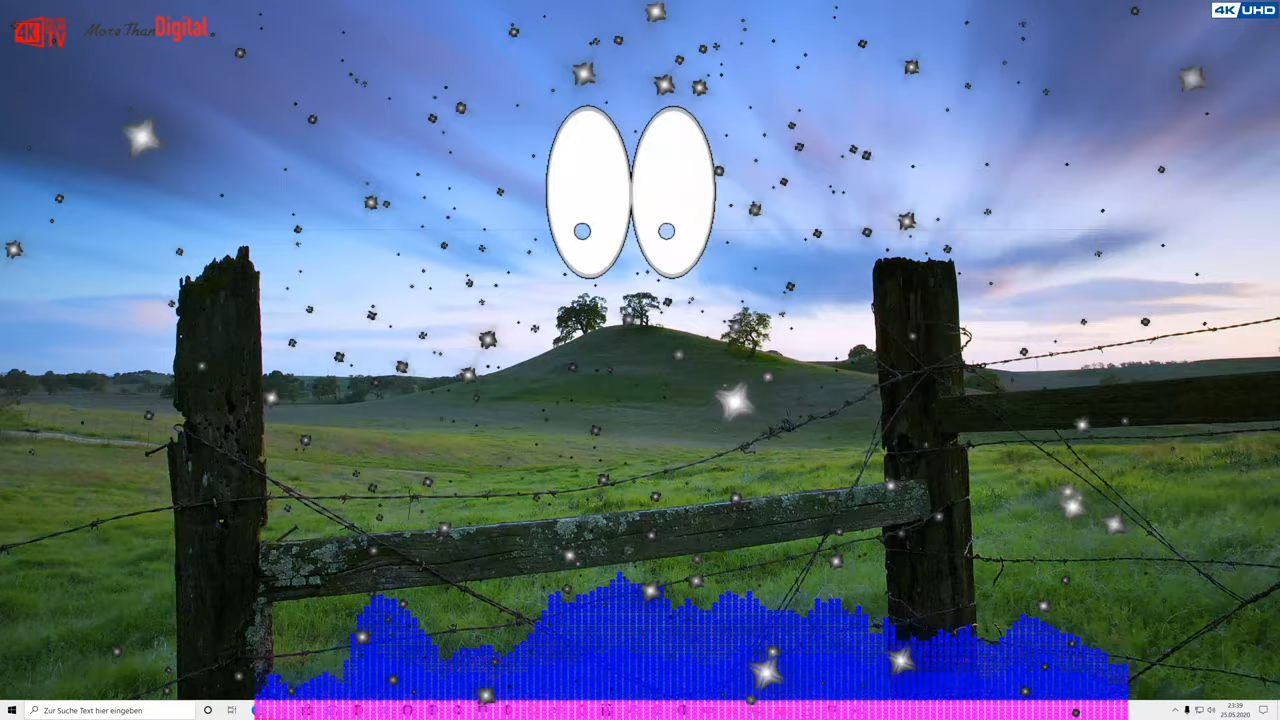 4K
TV
More Than Digital
4K UHD
Zur Suche Text hier eingeben
23:39
25.05.2020